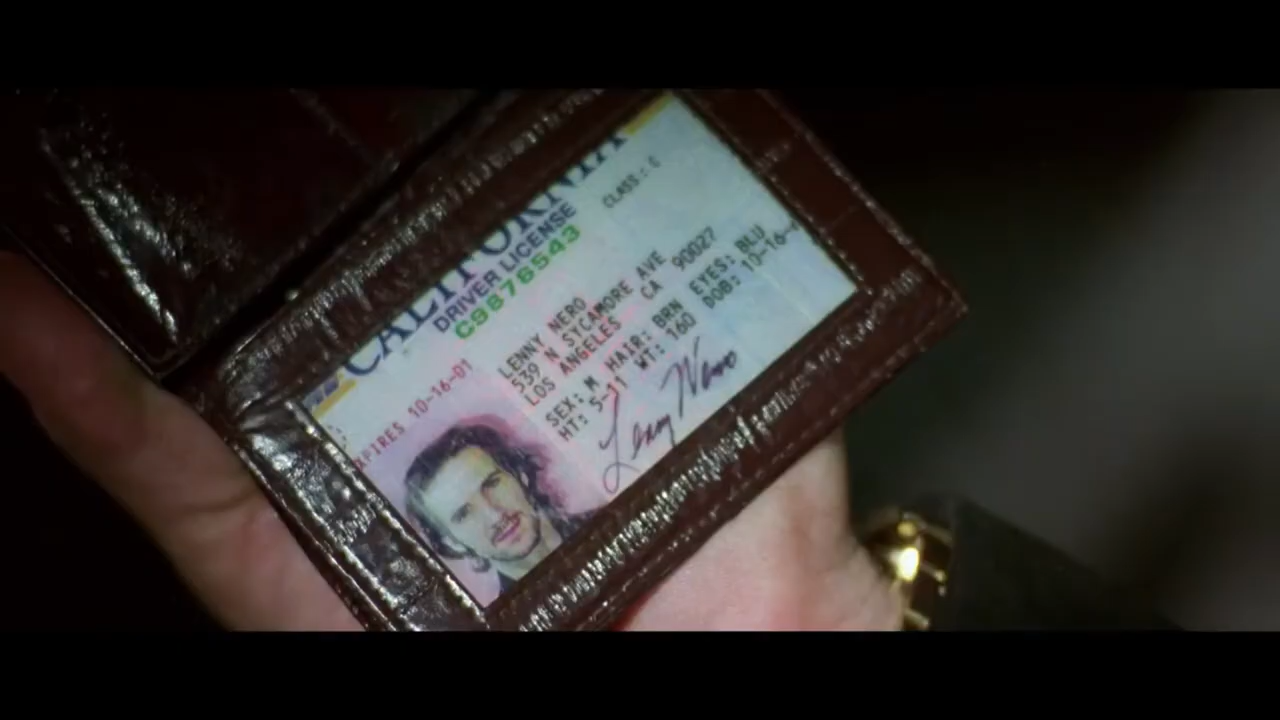 CALIFORNIA
DRIVER LICENSE
C9876543
CLASS: C
EXPIRES 10-16-01
LENNY NERO
539 N SYCAMORE AVE
LOS ANGELES CA 90027
SEX: M HAIR: BRN EYES: BLU
HT: 5-11 WT: 160 DOB: 10-16-
Lenny Nero